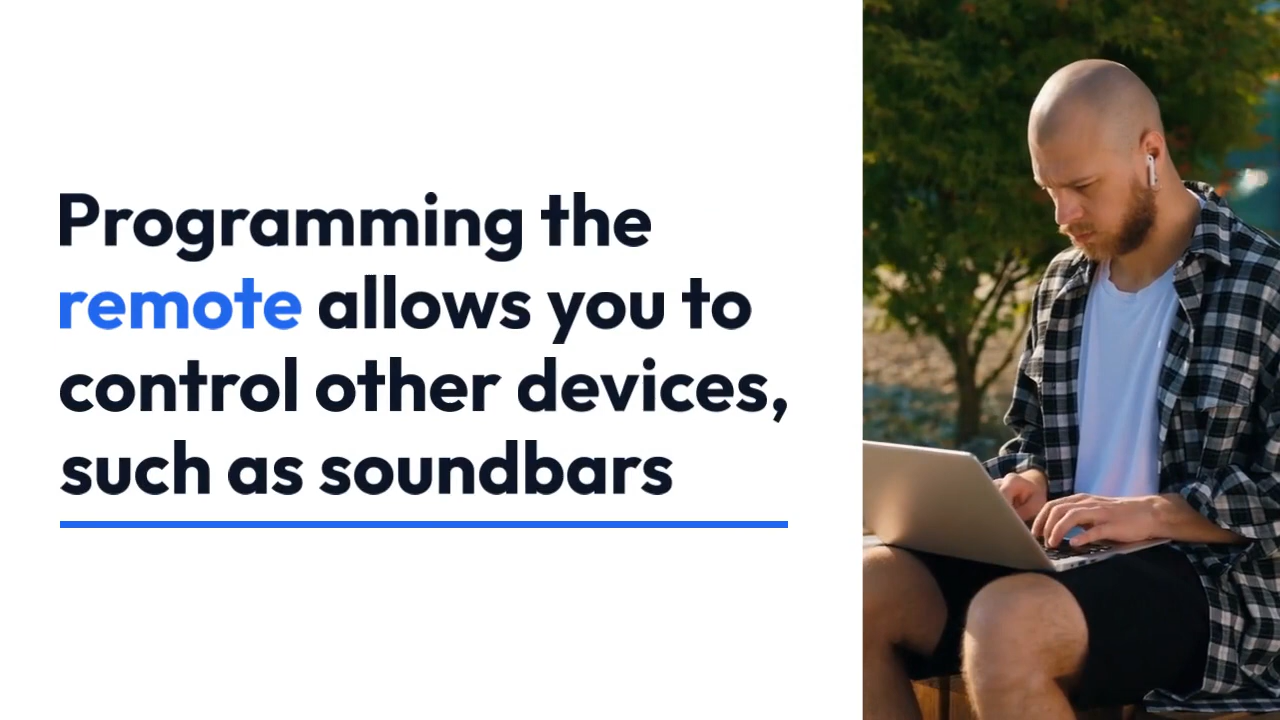 Programming the
remote allows you to
control other devices,
such as soundbars